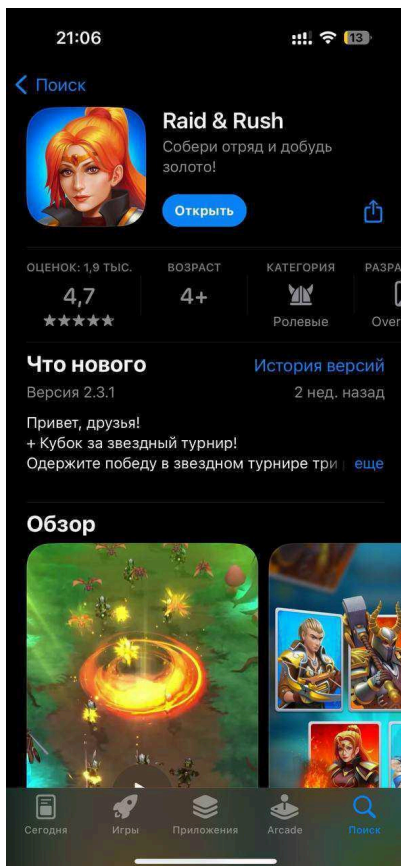 21:06
13
Поиск
Raid & Rush
Собери отряд и добудь
золото!
Открыть
ОЦЕНОК: 1,9 ТЫС.
ВОЗРАСТ
КАТЕГОРИЯ
РАЗРА
4,7
4+
Ролевые
Over
Что нового
История версий
Версия 2.3.1
2 нед. назад
Привет, друзья!
+ Кубок за звездный турнир!
Одержите победу в звездном турнире три
еще
Обзор
Сегодня
Игры
Приложения
Arcade
Поиск